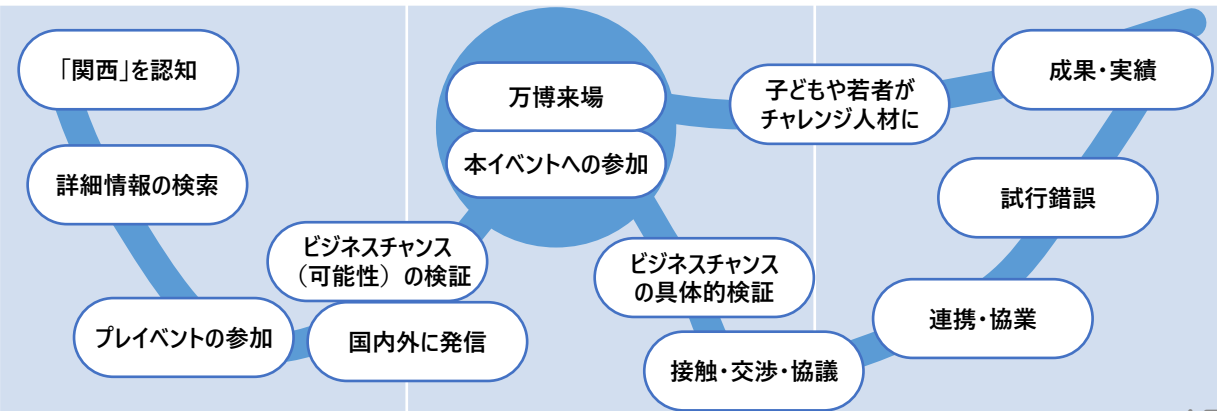 「関西」を認知
詳細情報の検索
プレイベントの参加
ビジネスチャンス
（可能性）の検証
国内外に発信
万博来場
本イベントへの参加
ビジネスチャンス
の具体的検証
接触・交渉・協議
連携・協業
試行錯誤
子どもや若者が
チャレンジ人材に
成果・実績